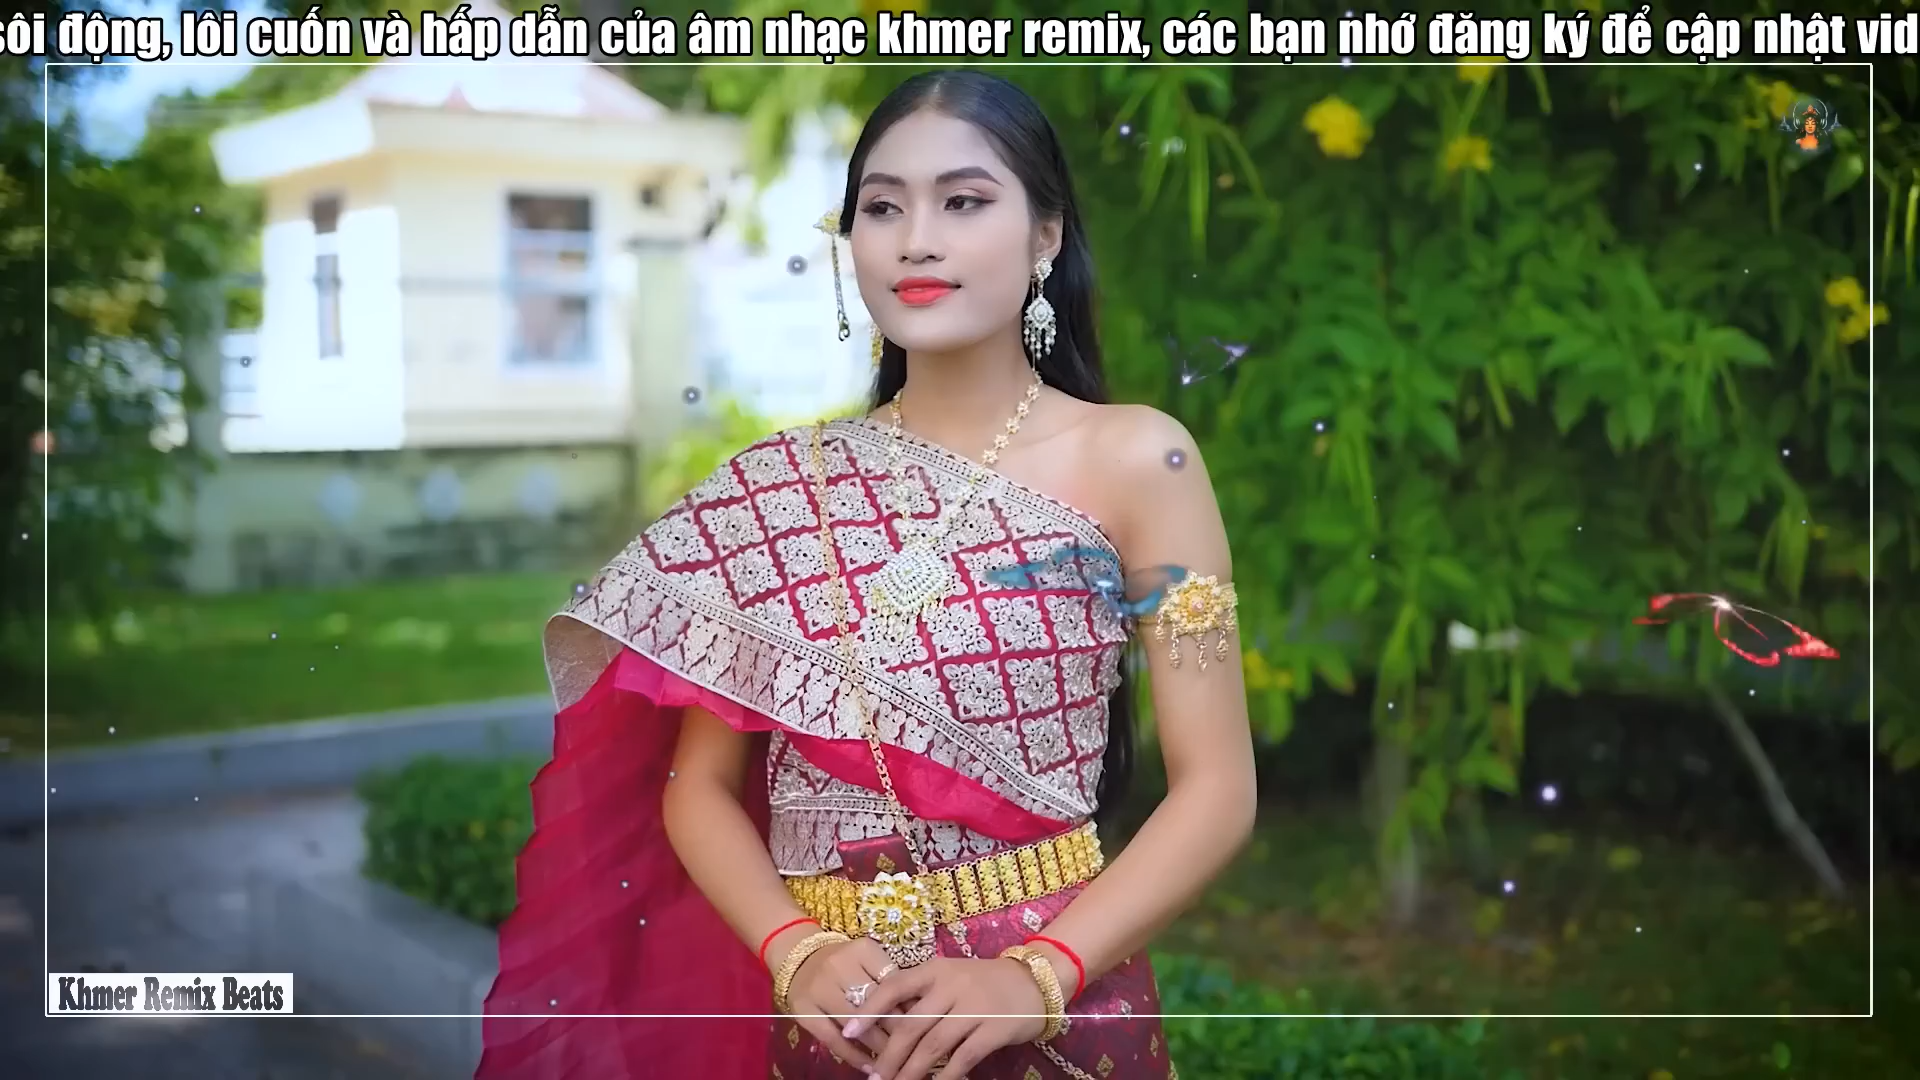 sôi động, lôi cuốn và hấp dẫn của âm nhạc khmer remix, các bạn nhớ đăng ký để cập nhật vid
Khmer Remix Beats